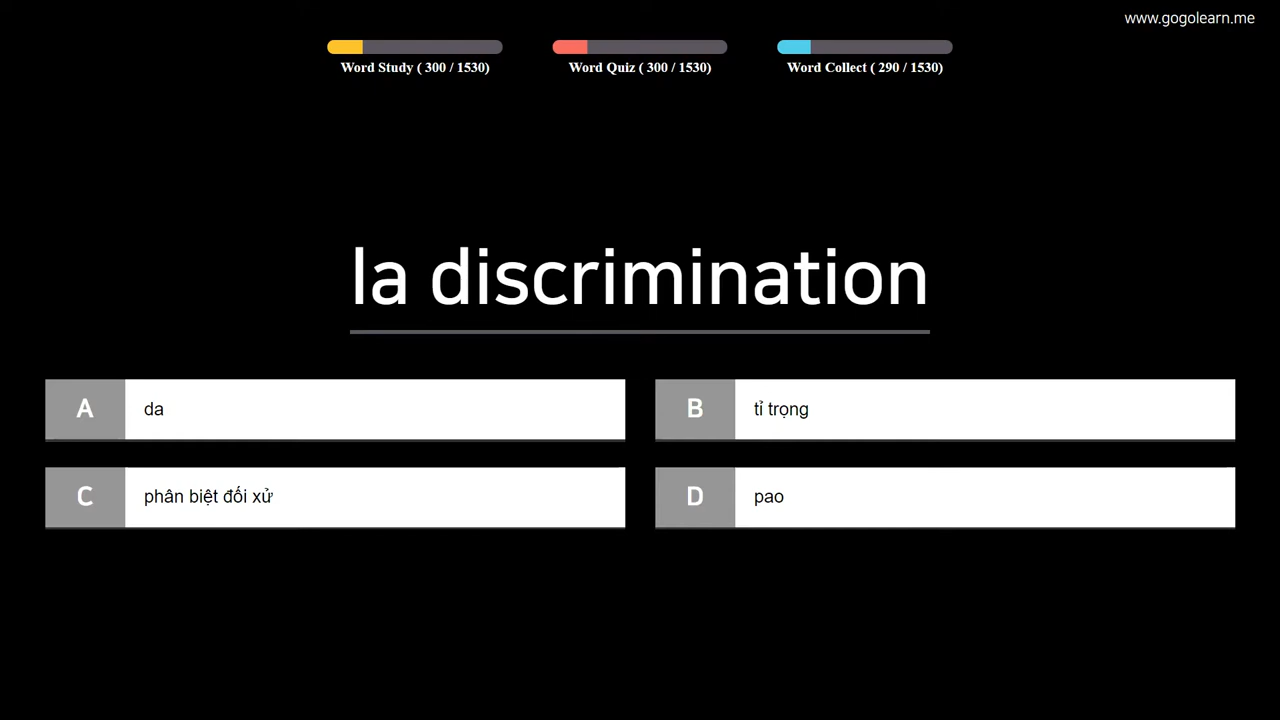 www.gogolearn.me
Word Study ( 300 / 1530)
Word Quiz ( 300 / 1530)
Word Collect ( 290 / 1530)
la discrimination
A da
B tỉ trọng
C phân biệt đối xử
D pao